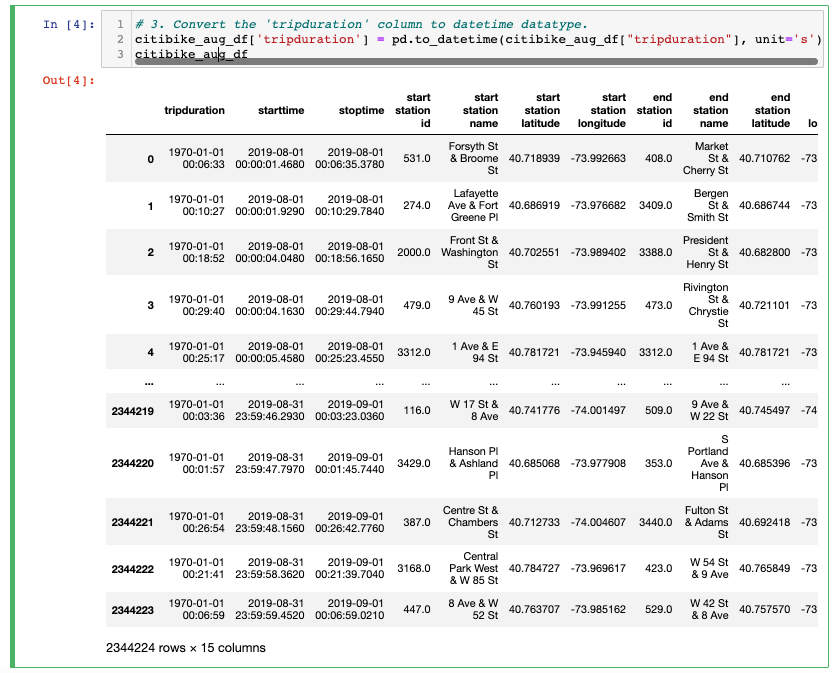 In [4]:
1 # 3. Convert the 'tripduration' column to datetime datatype.
2 citibike_aug_df['tripduration'] = pd.to_datetime(citibike_aug_df["tripduration"], unit='s')
3 citibike_aug_df
Out[4]:
tripduration starttime stoptime start station id start station name start station latitude start station longitude end station id end station name end station latitude lo
0 1970-01-01 00:06:33 2019-08-01 00:00:01.4680 2019-08-01 00:06:35.3780 531.0 Forsyth St & Broome St 40.718939 -73.992663 408.0 Market St & Cherry St 40.710762 -73
1 1970-01-01 00:10:27 2019-08-01 00:00:01.9290 2019-08-01 00:10:29.7840 274.0 Lafayette Ave & Fort Greene Pl 40.686919 -73.976682 3409.0 Bergen St & Smith St 40.686744 -73
2 1970-01-01 00:18:52 2019-08-01 00:00:04.0480 2019-08-01 00:18:56.1650 2000.0 Front St & Washington St 40.702551 -73.989402 3388.0 President St & Henry St 40.682800 -73
3 1970-01-01 00:29:40 2019-08-01 00:00:04.1630 2019-08-01 00:29:44.7940 479.0 9 Ave & W 45 St 40.760193 -73.991255 473.0 Rivington St & Chrystie St 40.721101 -73
4 1970-01-01 00:25:17 2019-08-01 00:00:05.4580 2019-08-01 00:25:23.4550 3312.0 1 Ave & E 94 St 40.781721 -73.945940 3312.0 1 Ave & E 94 St 40.781721 -73
... ... ... ... ... ... ... ... ... ... ...
2344219 1970-01-01 00:03:36 2019-08-31 23:59:46.2930 2019-09-01 00:03:23.0360 116.0 W 17 St & 8 Ave 40.741776 -74.001497 509.0 9 Ave & W 22 St 40.745497 -74
2344220 1970-01-01 00:01:57 2019-08-31 23:59:47.7970 2019-09-01 00:01:45.7440 3429.0 Hanson Pl & Ashland Pl 40.685068 -73.977908 353.0 S Portland Ave & Hanson Pl 40.685396 -73
2344221 1970-01-01 00:26:54 2019-08-31 23:59:48.1560 2019-09-01 00:26:42.7760 387.0 Centre St & Chambers St 40.712733 -74.004607 3440.0 Fulton St & Adams St 40.692418 -73
2344222 1970-01-01 00:21:41 2019-08-31 23:59:58.3620 2019-09-01 00:21:39.7040 3168.0 Central Park West & W 85 St 40.784727 -73.969617 423.0 W 54 St & 9 Ave 40.765849 -73
2344223 1970-01-01 00:06:59 2019-08-31 23:59:59.4520 2019-09-01 00:06:59.0210 447.0 8 Ave & W 52 St 40.763707 -73.985162 529.0 W 42 St & 8 Ave 40.757570 -73
2344224 rows × 15 columns